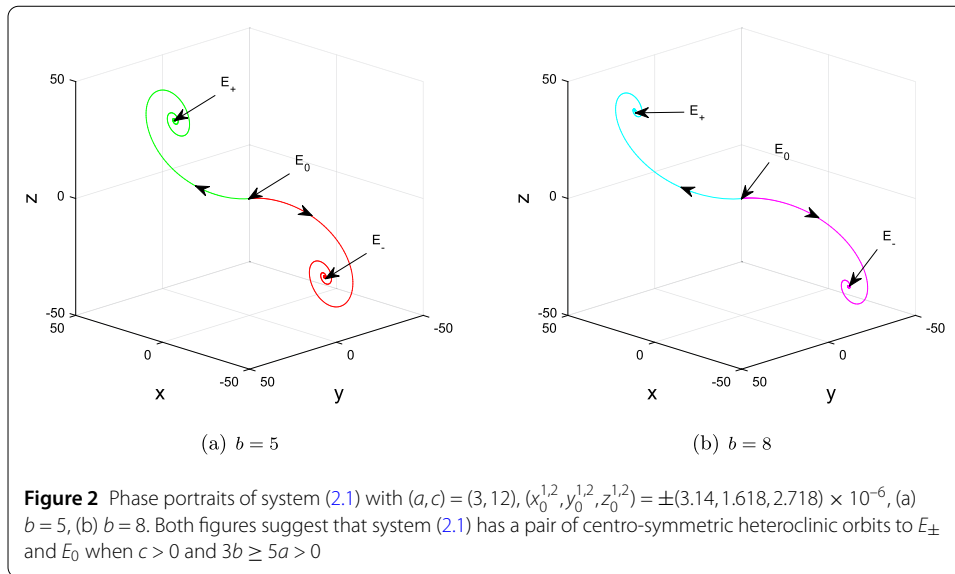 50
0
-50
z
50
0
-50
x
50
0
-50
y
E+
E0
E-
(a) b = 5
50
0
-50
z
50
0
-50
x
50
0
-50
y
E+
E0
E-
(b) b = 8
Figure 2 Phase portraits of system (2.1) with (a, c) = (3, 12), (x₀^{1,2}, y₀^{1,2}, z₀^{1,2}) = ±(3.14, 1.618, 2.718) × 10⁻⁶, (a)
b = 5, (b) b = 8. Both figures suggest that system (2.1) has a pair of centro-symmetric heteroclinic orbits to E±
and E₀ when c > 0 and 3b ≥ 5a > 0